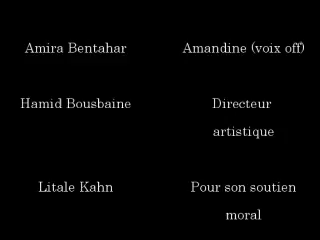 Amira Bentahar Amandine (voix off)
Hamid Bousbaine Directeur
artistique
Litale Kahn Pour son soutien
moral